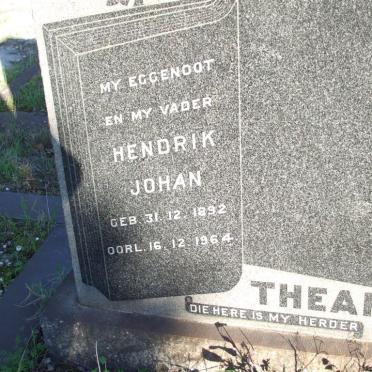 MY EGGENOOT
EN MY VADER
HENDRIK
JOHAN
GEB. 31. 12. 1892
OORL. 16. 12. 1964
DIE HERE IS MY HERDER